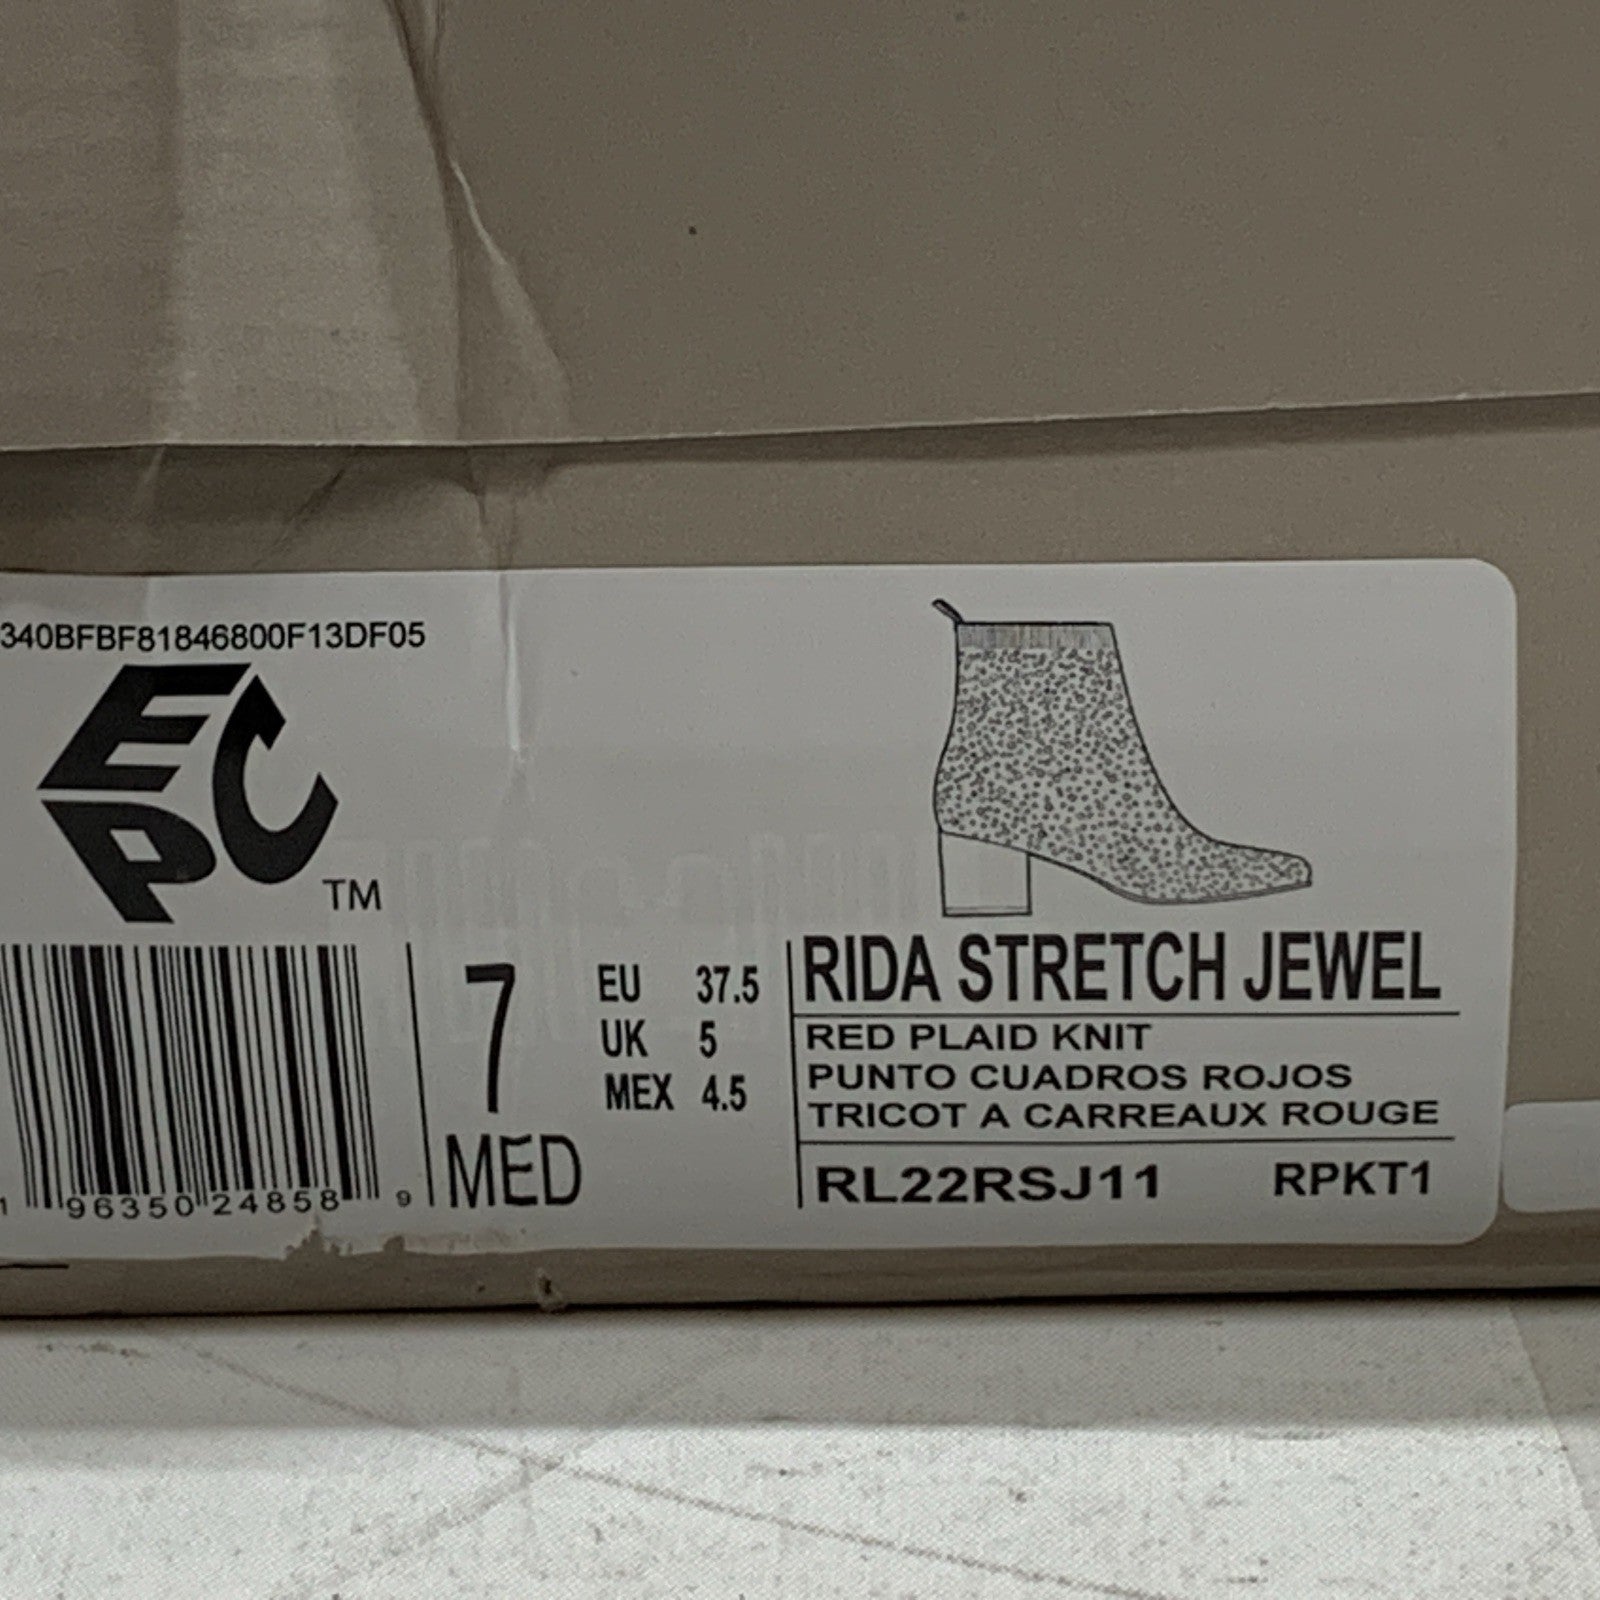 340BFBF81846800F13DF05
EPC
TM
1 96350 24858 9
7
MED
EU 37.5
UK 5
MEX 4.5
RIDA STRETCH JEWEL
RED PLAID KNIT
PUNTO CUADROS ROJOS
TRICOT A CARREAUX ROUGE
RL22RSJ11 RPKT1